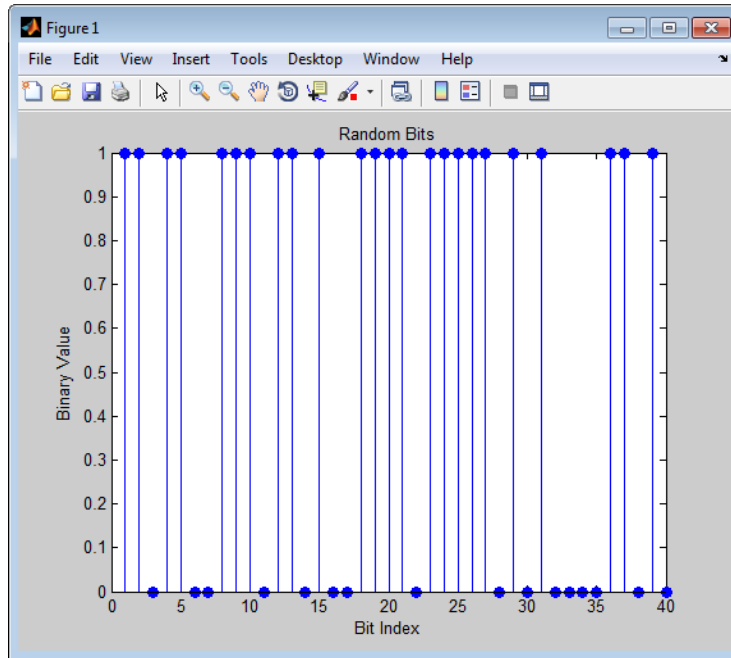 Figure 1
File Edit View Insert Tools Desktop Window Help
Random Bits
1
0.9
0.8
0.7
0.6
0.5
0.4
0.3
0.2
0.1
0
Binary Value
0 5 10 15 20 25 30 35 40
Bit Index